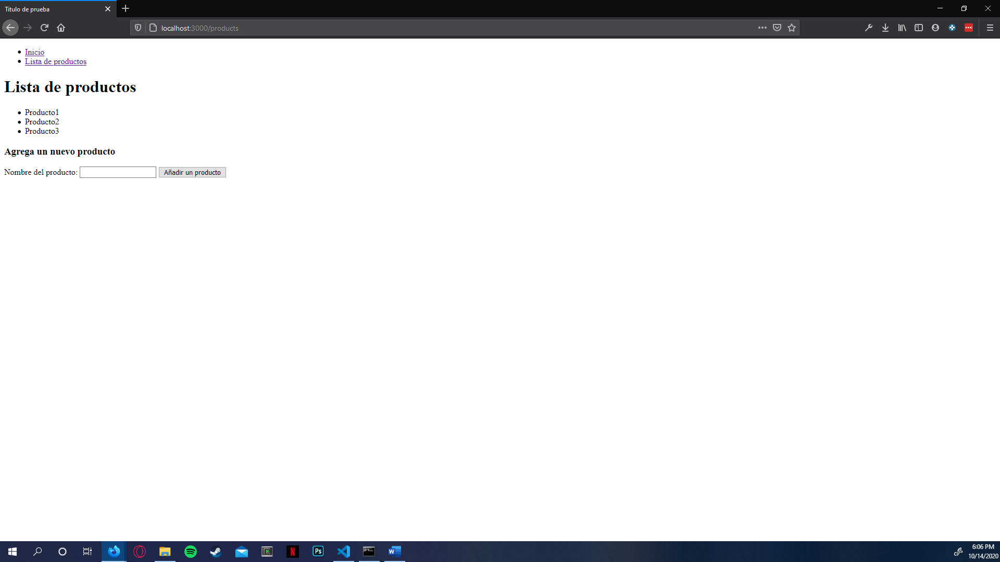 Titulo de prueba
localhost:3000/products
Inicio
Lista de productos
Lista de productos
Producto1
Producto2
Producto3
Agrega un nuevo producto
Nombre del producto: Añadir un producto
Ps
6:06 PM
10/14/2020